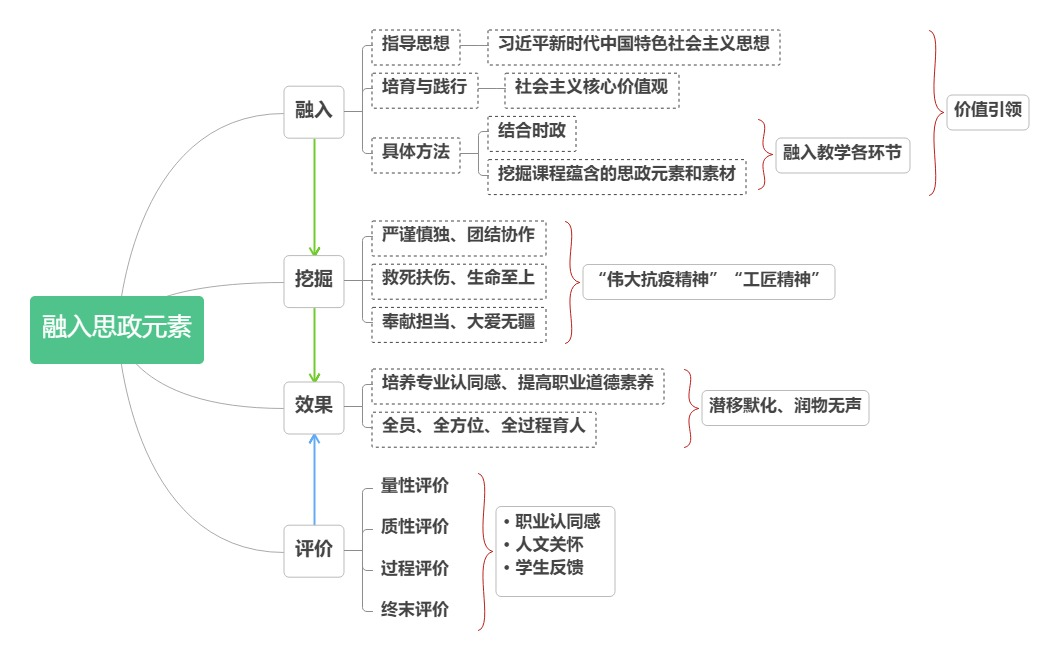 融入思政元素
融入
指导思想
习近平新时代中国特色社会主义思想
培育与践行
社会主义核心价值观
具体方法
结合时政
挖掘课程蕴含的思政元素和素材
融入教学各环节
价值引领
挖掘
严谨慎独、团结协作
救死扶伤、生命至上
奉献担当、大爱无疆
“伟大抗疫精神”“工匠精神”
效果
培养专业认同感、提高职业道德素养
全员、全方位、全过程育人
潜移默化、润物无声
评价
量性评价
质性评价
过程评价
终末评价
• 职业认同感
• 人文关怀
• 学生反馈